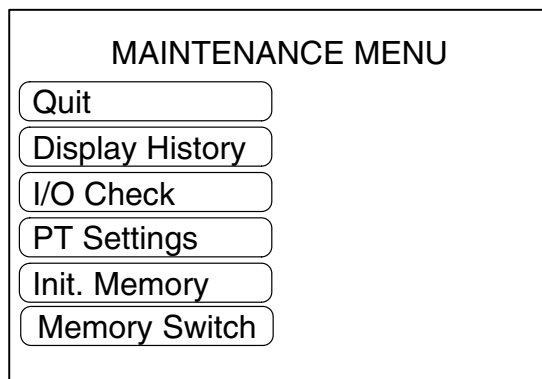 MAINTENANCE MENU
Quit
Display History
I/O Check
PT Settings
Init. Memory
Memory Switch